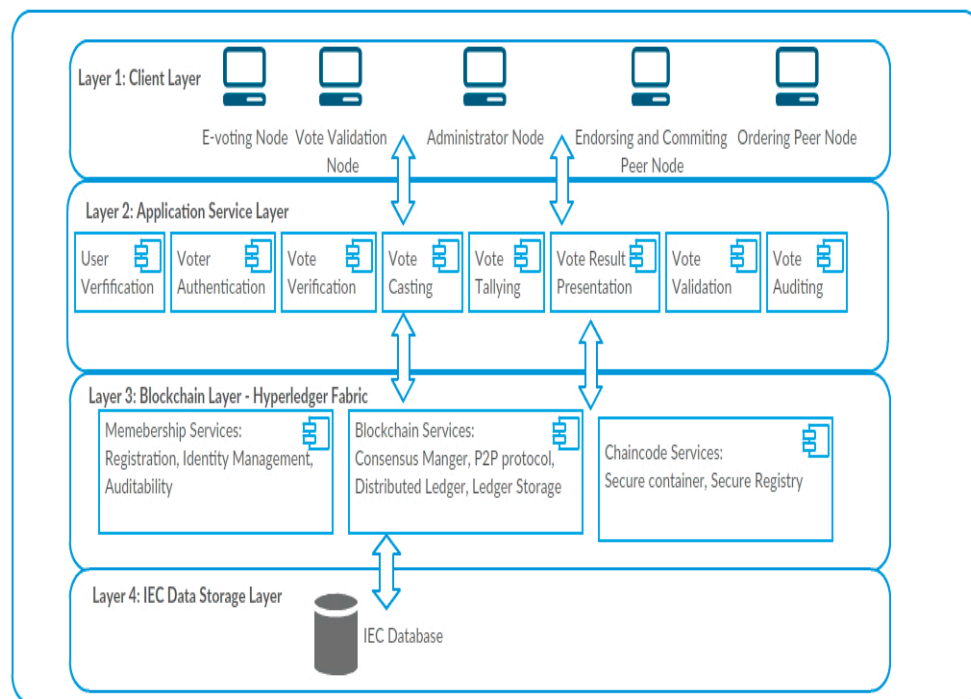 Layer 1: Client Layer
E-voting Node
Vote Validation
Node
Administrator Node
Endorsing and Commiting
Peer Node
Ordering Peer Node
Layer 2: Application Service Layer
User
Verfification
Voter
Authentication
Vote
Verification
Vote
Casting
Vote
Tallying
Vote Result
Presentation
Vote
Validation
Vote
Auditing
Layer 3: Blockchain Layer - Hyperledger Fabric
Memebership Services:
Registration, Identity Management,
Auditability
Blockchain Services:
Consensus Manger, P2P protocol,
Distributed Ledger, Ledger Storage
Chaincode Services:
Secure container, Secure Registry
Layer 4: IEC Data Storage Layer
IEC Database